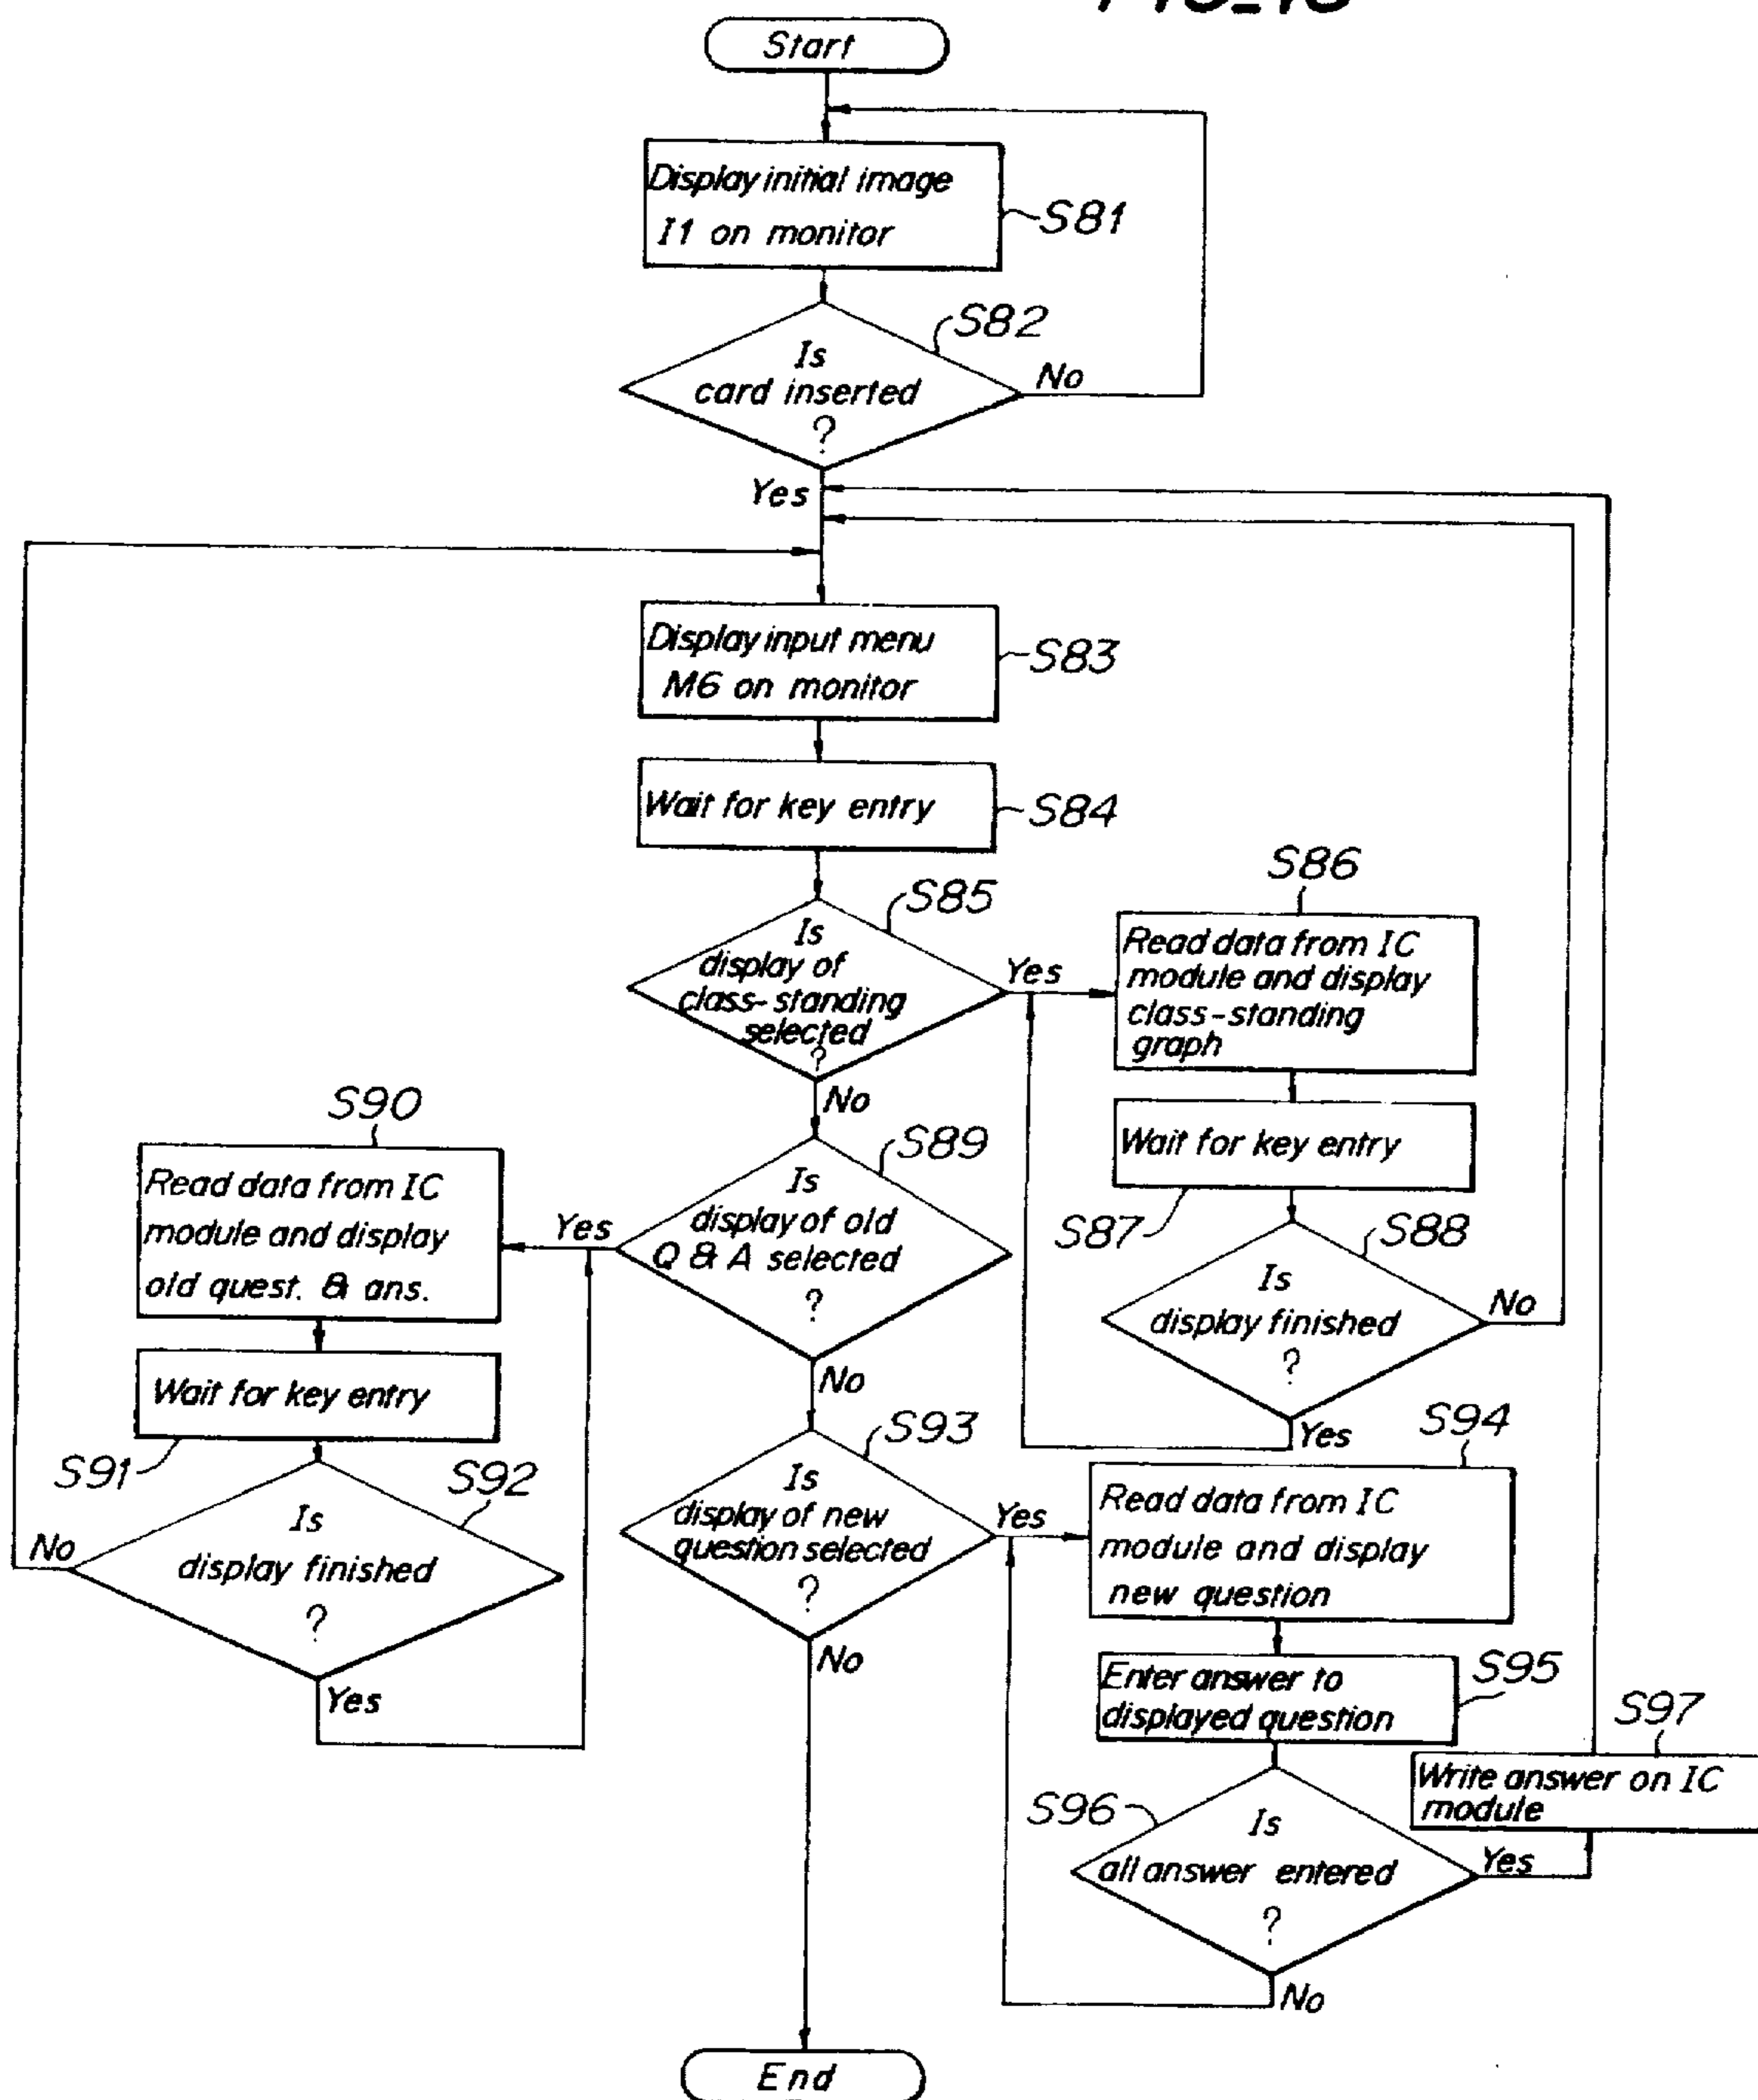 Start
Display initial image
I1 on monitor
S81
S82
Is
card inserted
?
No
Yes
Display input menu
M6 on monitor
S83
Wait for key entry
S84
S85
Is
display of
class-standing
selected
?
Yes
No
S86
Read data from IC
module and display
class-standing
graph
Wait for key entry
S87
S88
Is
display finished
?
No
Yes
S89
Is
display of old
Q & A selected
?
Yes
No
S90
Read data from IC
module and display
old quest. & ans.
Wait for key entry
S91
S92
Is
display finished
?
No
Yes
S93
Is
display of new
question selected
?
Yes
No
S94
Read data from IC
module and display
new question
Enter answer to
displayed question
S95
S96
Is
all answer entered
?
Yes
No
S97
Write answer on IC
module
End